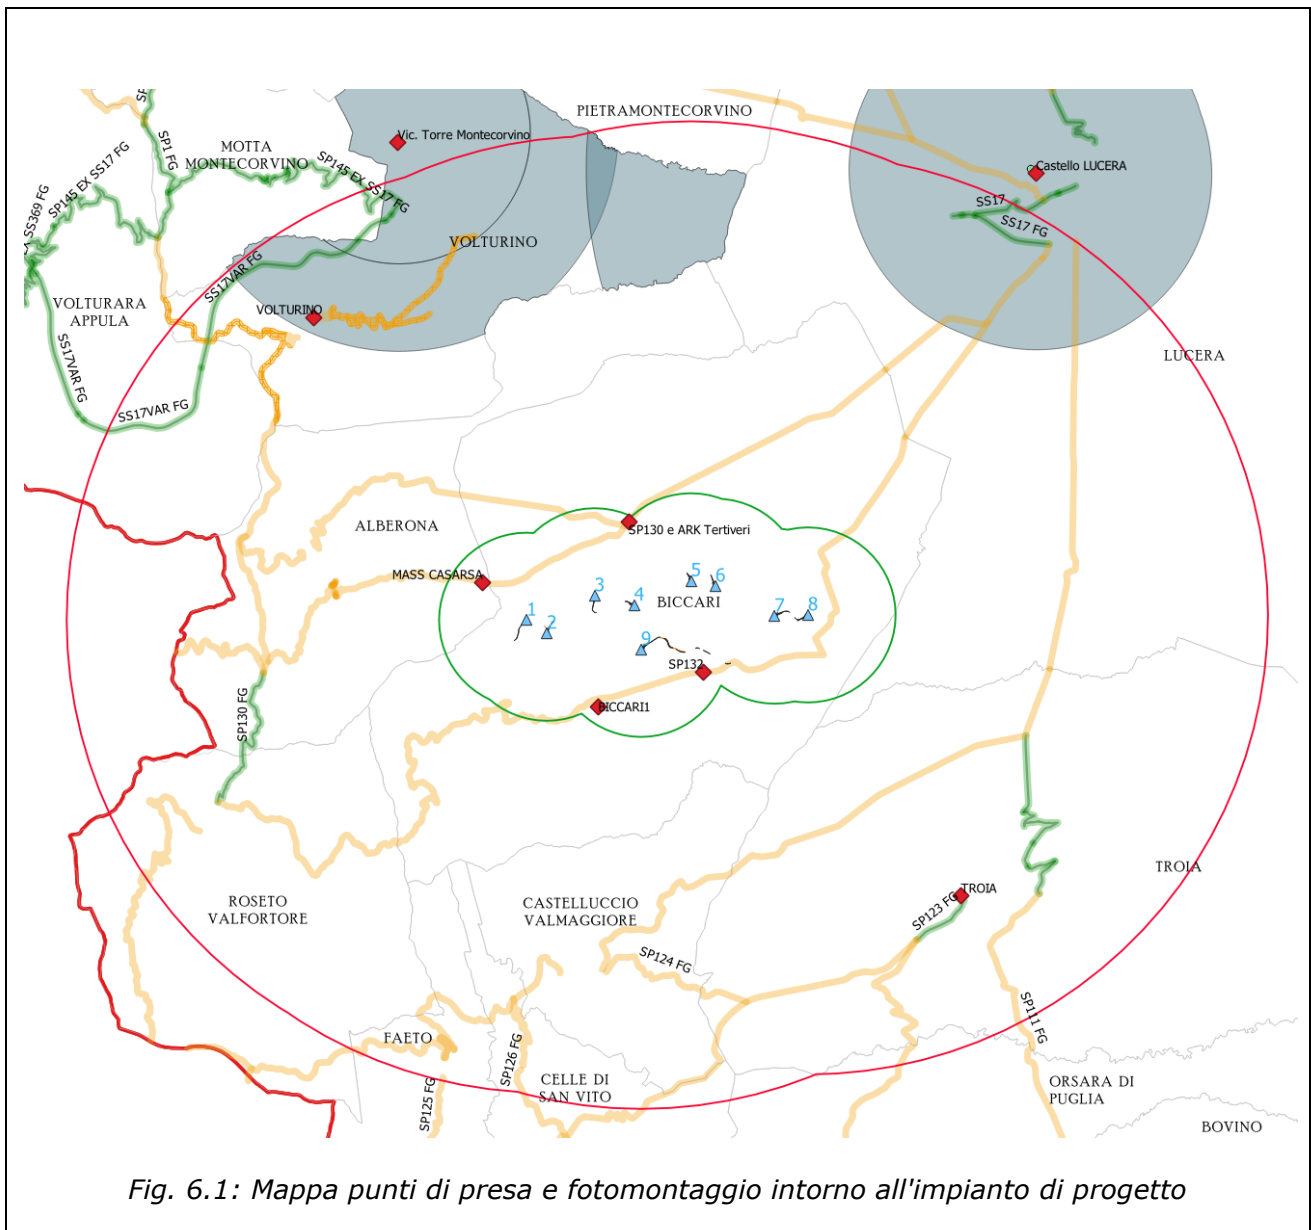 PIETRAMONTECORVINO
Vic. Torre Montecorvino
SP1 FG
MOTTA
MONTECORVINO
SP145 EX SS17 FG
SP145 EX SS17 FG
SS369 FG
Castello LUCERA
SS17
SS17 FG
VOLTURINO
SS17VAR FG
VOLTURARA
APPULA
VOLTURINO
SS17VAR FG
SS17VAR FG
LUCERA
ALBERONA
SP130 e ARK Tertiveri
MASS CASARSA
1
2
3
4
5
6
7
8
9
BICCARI
SP132
BICCARI1
SP130 FG
ROSETO
VALFORTORE
CASTELLUCCIO
VALMAGGIORE
SP124 FG
SP123 FG
TROIA
TROIA
SP111 FG
FAETO
SP126 FG
SP125 FG
CELLE DI
SAN VITO
ORSARA DI
PUGLIA
BOVINO
Fig. 6.1: Mappa punti di presa e fotomontaggio intorno all'impianto di progetto